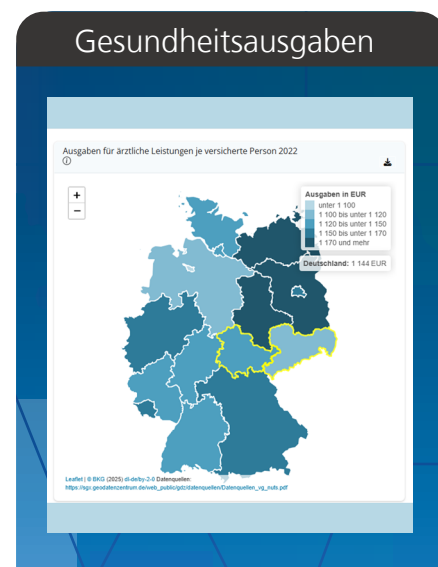 Gesundheitsausgaben
Ausgaben für ärztliche Leistungen je versicherte Person 2022
+
−
Ausgaben in EUR
unter 1 100
1 100 bis unter 1 120
1 120 bis unter 1 150
1 150 bis unter 1 170
1 170 und mehr
Deutschland: 1 144 EUR
Leaflet | © BKG (2025) dl-de/by-2-0 Datenquellen:
https://sgx.geodatenzentrum.de/web_public/gdz/datenquellen/Datenquellen_vg_nuts.pdf